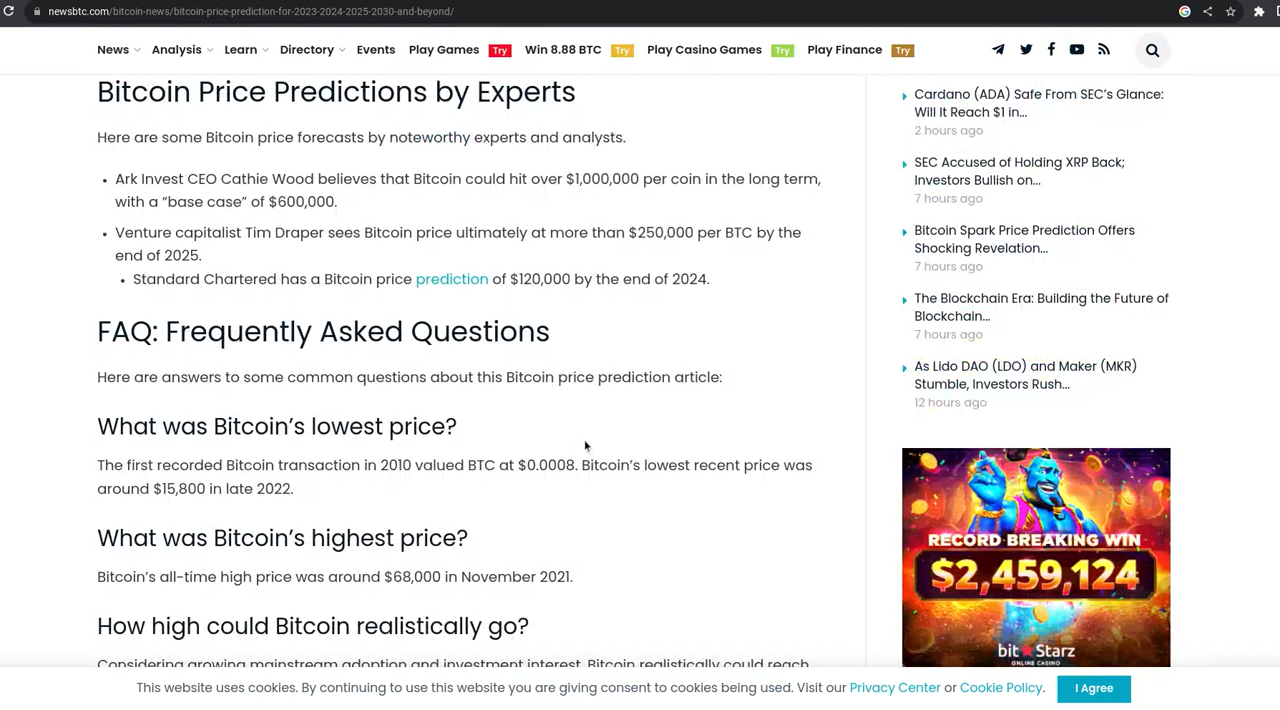 newsbtc.com/bitcoin-news/bitcoin-price-prediction-for-2023-2024-2025-2030-and-beyond/
News Analysis Learn Directory Events Play Games Try Win 8.88 BTC Try Play Casino Games Try Play Finance Try
Bitcoin Price Predictions by Experts
Here are some Bitcoin price forecasts by noteworthy experts and analysts.
• Ark Invest CEO Cathie Wood believes that Bitcoin could hit over $1,000,000 per coin in the long term,
with a “base case” of $600,000.
• Venture capitalist Tim Draper sees Bitcoin price ultimately at more than $250,000 per BTC by the
end of 2025.
• Standard Chartered has a Bitcoin price prediction of $120,000 by the end of 2024.
FAQ: Frequently Asked Questions
Here are answers to some common questions about this Bitcoin price prediction article:
What was Bitcoin’s lowest price?
The first recorded Bitcoin transaction in 2010 valued BTC at $0.0008. Bitcoin’s lowest recent price was
around $15,800 in late 2022.
What was Bitcoin’s highest price?
Bitcoin’s all-time high price was around $68,000 in November 2021.
How high could Bitcoin realistically go?
Considering growing mainstream adoption and investment interest, Bitcoin realistically could reach
Cardano (ADA) Safe From SEC’s Glance:
Will It Reach $1 in…
2 hours ago
SEC Accused of Holding XRP Back;
Investors Bullish on…
7 hours ago
Bitcoin Spark Price Prediction Offers
Shocking Revelation…
7 hours ago
The Blockchain Era: Building the Future of
Blockchain…
7 hours ago
As Lido DAO (LDO) and Maker (MKR)
Stumble, Investors Rush…
12 hours ago
RECORD BREAKING WIN
$2,459,124
bitStarz
ONLINE CASINO
This website uses cookies. By continuing to use this website you are giving consent to cookies being used. Visit our Privacy Center or Cookie Policy. I Agree